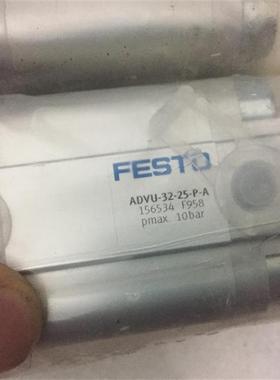 FESTO
ADVU-32-25-P-A
156534 F958
pmax. 10bar